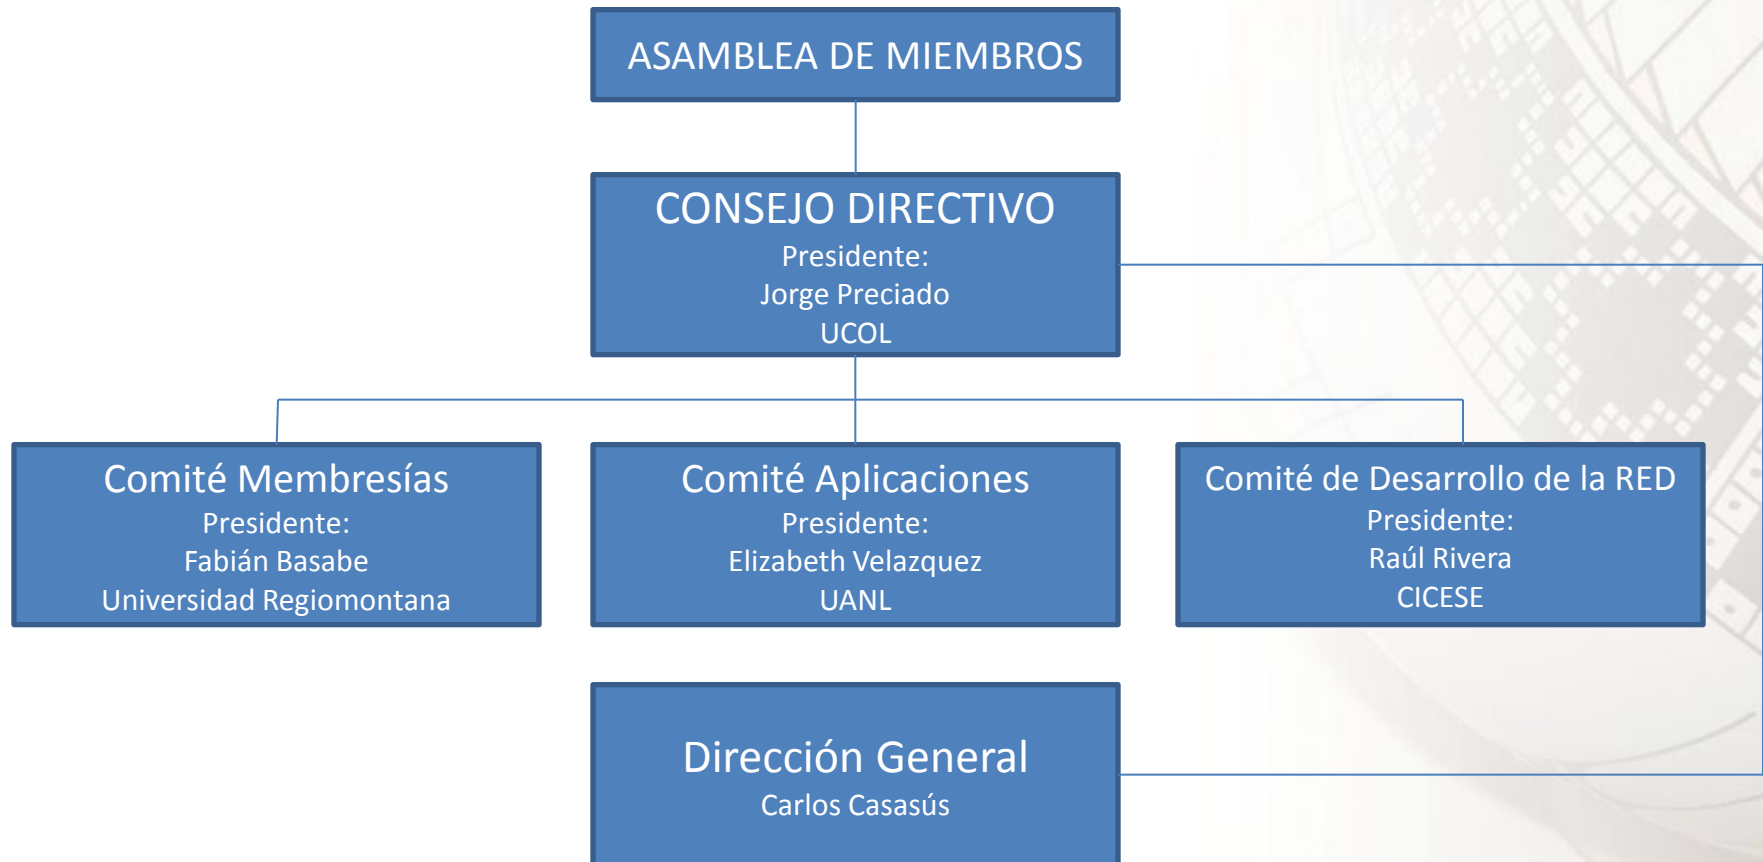 ASAMBLEA DE MIEMBROS
CONSEJO DIRECTIVO
Presidente:
Jorge Preciado
UCOL
Comité Membresías
Presidente:
Fabián Basabe
Universidad Regiomontana
Comité Aplicaciones
Presidente:
Elizabeth Velazquez
UANL
Comité de Desarrollo de la RED
Presidente:
Raúl Rivera
CICESE
Dirección General
Carlos Casasús